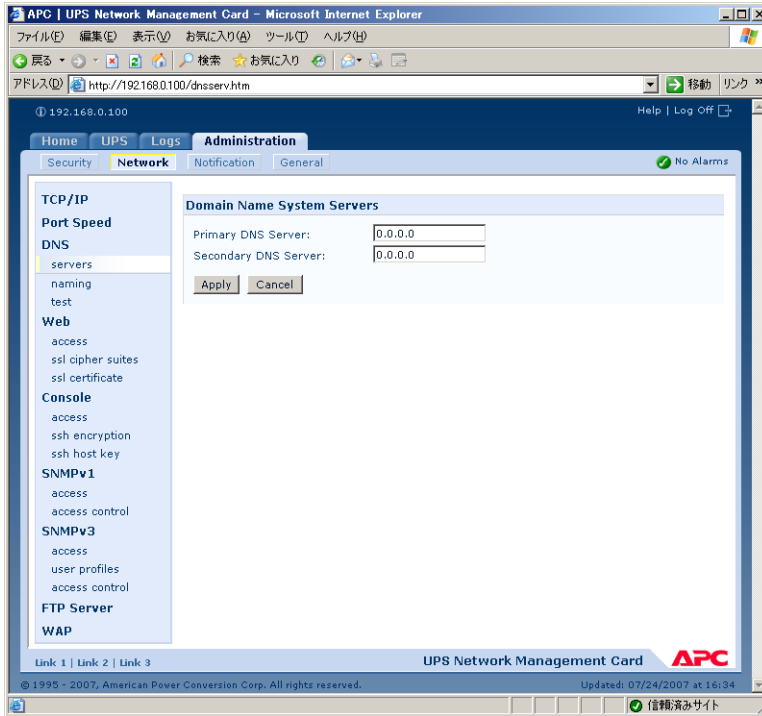 APC | UPS Network Management Card - Microsoft Internet Explorer
ファイル(F) 編集(E) 表示(V) お気に入り(A) ツール(T) ヘルプ(H)
戻る 検索 お気に入り
アドレス(D) http://192.168.0.100/dnsserv.htm 移動 リンク »
192.168.0.100 Help | Log Off
Home UPS Logs Administration
Security Network Notification General No Alarms
TCP/IP
Port Speed
DNS
servers
naming
test
Web
access
ssl cipher suites
ssl certificate
Console
access
ssh encryption
ssh host key
SNMPv1
access
access control
SNMPv3
access
user profiles
access control
FTP Server
WAP
Domain Name System Servers
Primary DNS Server: 0.0.0.0
Secondary DNS Server: 0.0.0.0
Apply Cancel
Link 1 | Link 2 | Link 3 UPS Network Management Card APC
© 1995 - 2007, American Power Conversion Corp. All rights reserved. Updated: 07/24/2007 at 16:34
信頼済みサイト